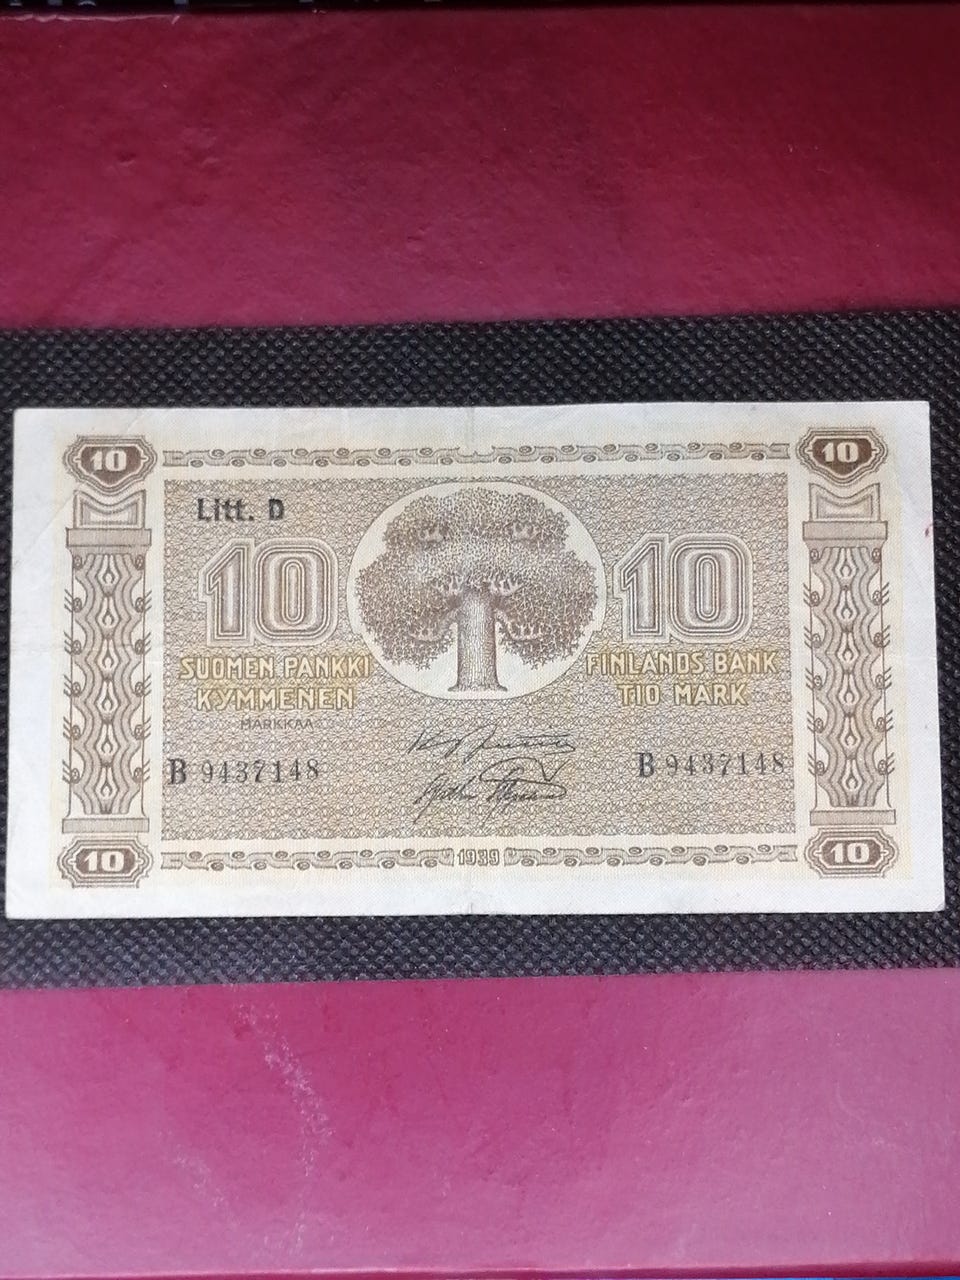 10 10
Litt. D
10 10
SUOMEN PANKKI FINLANDS BANK
KYMMENEN TIO MARK
MARKKAA
B 9437148 B 9437148
10 1939 10